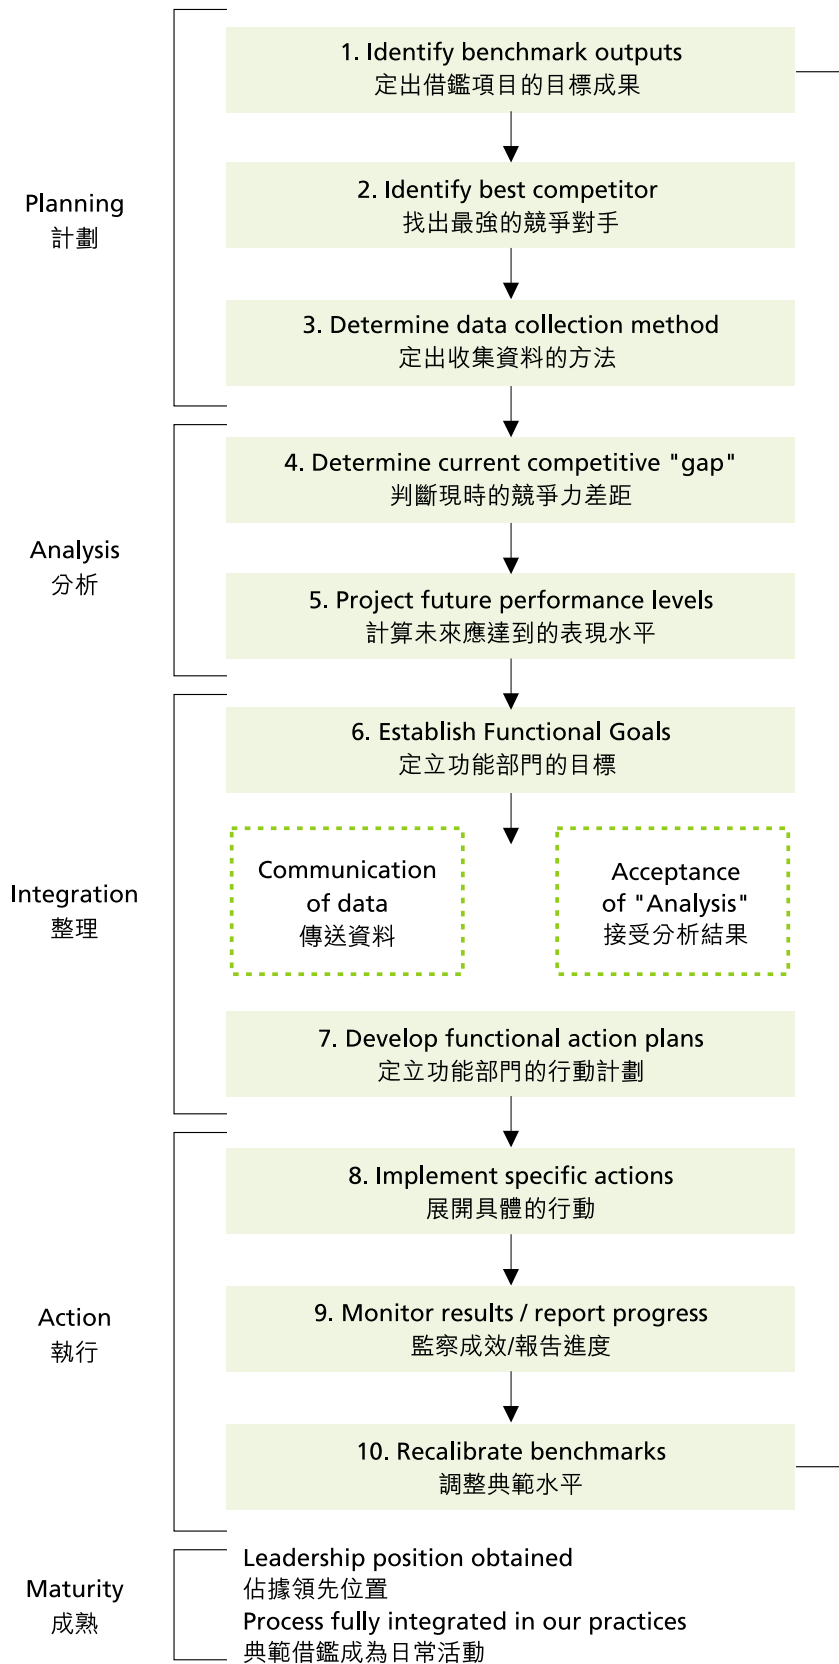 1. Identify benchmark outputs
定出借鑑項目的目標成果
Planning
計劃
2. Identify best competitor
找出最強的競爭對手
3. Determine data collection method
定出收集資料的方法
Analysis
分析
4. Determine current competitive "gap"
判斷現時的競爭力差距
5. Project future performance levels
計算未來應達到的表現水平
Integration
整理
6. Establish Functional Goals
定立功能部門的目標
Communication
of data
傳送資料
Acceptance
of "Analysis"
接受分析結果
7. Develop functional action plans
定立功能部門的行動計劃
Action
執行
8. Implement specific actions
展開具體的行動
9. Monitor results / report progress
監察成效/報告進度
10. Recalibrate benchmarks
調整典範水平
Maturity
成熟
Leadership position obtained
佔據領先位置
Process fully integrated in our practices
典範借鑑成為日常活動